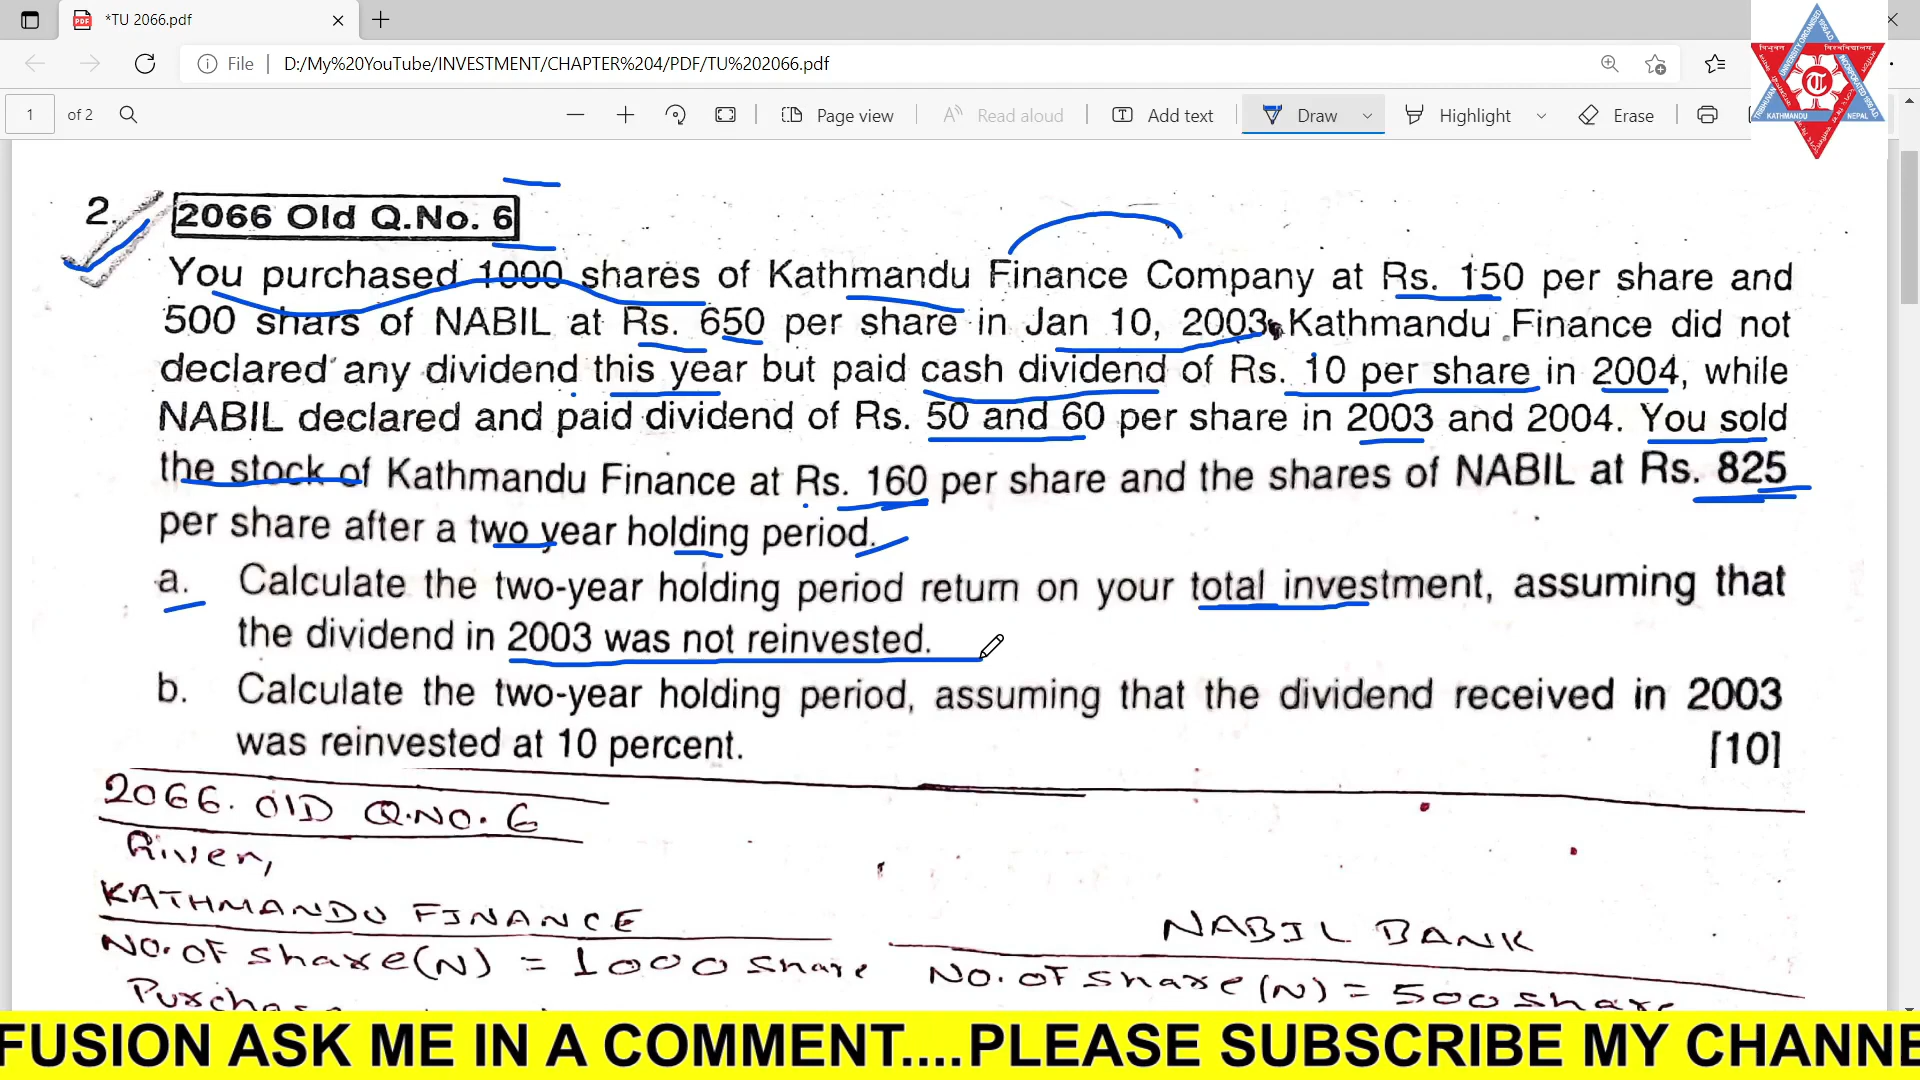 *TU 2066.pdf
File
D:/My%20YouTube/INVESTMENT/CHAPTER%204/PDF/TU%202066.pdf
1 of 2
Page view
Read aloud
Add text
Draw
Highlight
Erase
KATHMANDU NEPAL
2. 2066 Old Q.No. 6
You purchased 1000 shares of Kathmandu Finance Company at Rs. 150 per share and
500 shars of NABIL at Rs. 650 per share in Jan 10, 2003. Kathmandu Finance did not
declared any dividend this year but paid cash dividend of Rs. 10 per share in 2004, while
NABIL declared and paid dividend of Rs. 50 and 60 per share in 2003 and 2004. You sold
the stock of Kathmandu Finance at Rs. 160 per share and the shares of NABIL at Rs. 825
per share after a two year holding period.
a. Calculate the two-year holding period return on your total investment, assuming that
the dividend in 2003 was not reinvested.
b. Calculate the two-year holding period, assuming that the dividend received in 2003
was reinvested at 10 percent. [10]
2066. OLD Q.NO. 6
KATHMANDU FINANCE
NABIL BANK
NO. OF share (N) = 1000 share
NO. OF share (N) = 500 share
FUSION ASK ME IN A COMMENT....PLEASE SUBSCRIBE MY CHANNE